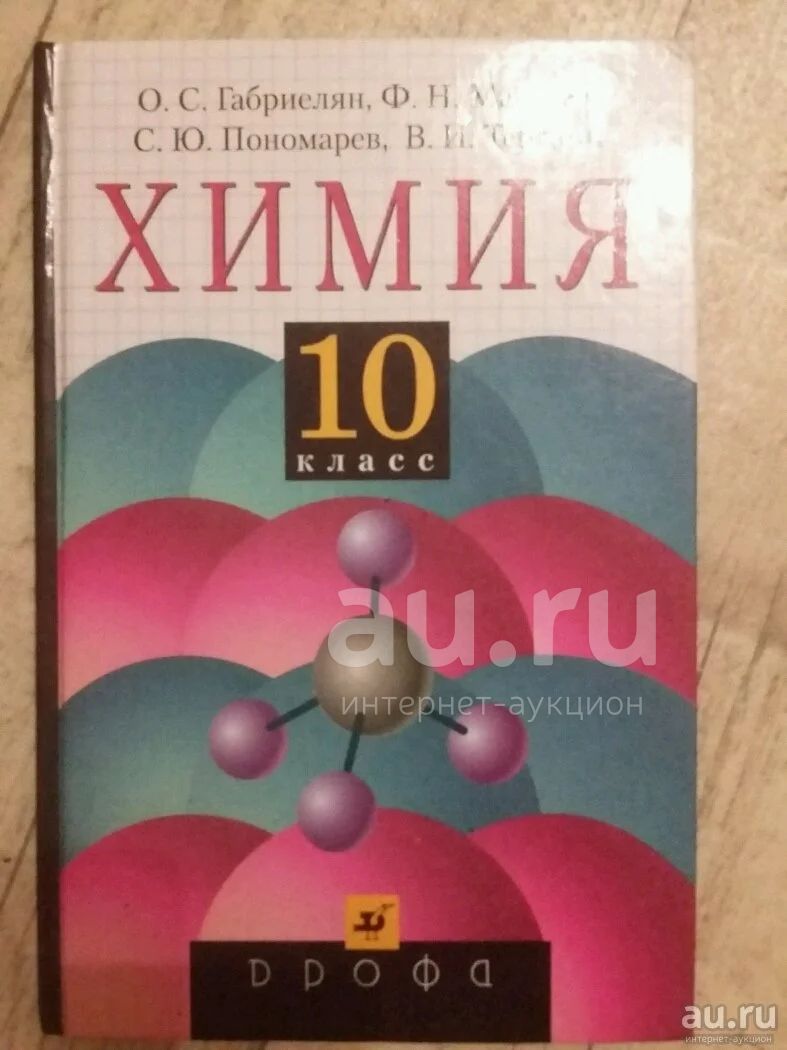 О. С. Габриелян, Ф. Н.
С. Ю. Пономарев, В. И.
ХИМИЯ
10
класс
au.ru
интернет-аукцион
дрофа
au.ru
интернет-аукцион